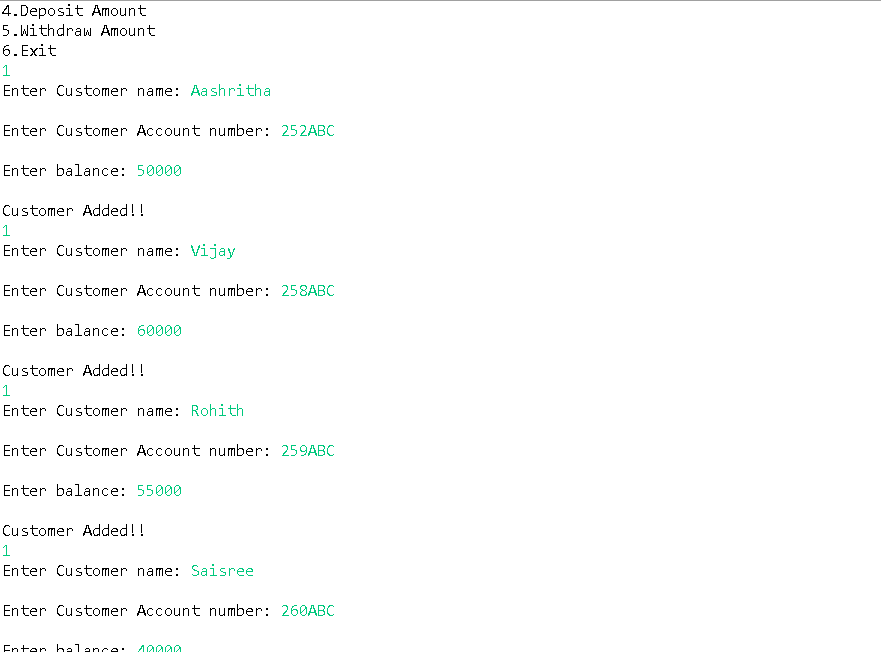 4.Deposit Amount
5.Withdraw Amount
6.Exit
1
Enter Customer name: Aashritha
Enter Customer Account number: 252ABC
Enter balance: 50000
Customer Added!!
1
Enter Customer name: Vijay
Enter Customer Account number: 258ABC
Enter balance: 60000
Customer Added!!
1
Enter Customer name: Rohith
Enter Customer Account number: 259ABC
Enter balance: 55000
Customer Added!!
1
Enter Customer name: Saisree
Enter Customer Account number: 260ABC
Enter balance: 40000